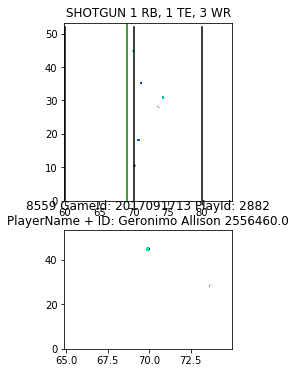 SHOTGUN 1 RB, 1 TE, 3 WR
50
40
30
20
10
0
60 65 70 75 80
8559 GameId: 2017091713 PlayId: 2882
PlayerName + ID: Geronimo Allison 2556460.0
40
20
0
65.0 67.5 70.0 72.5